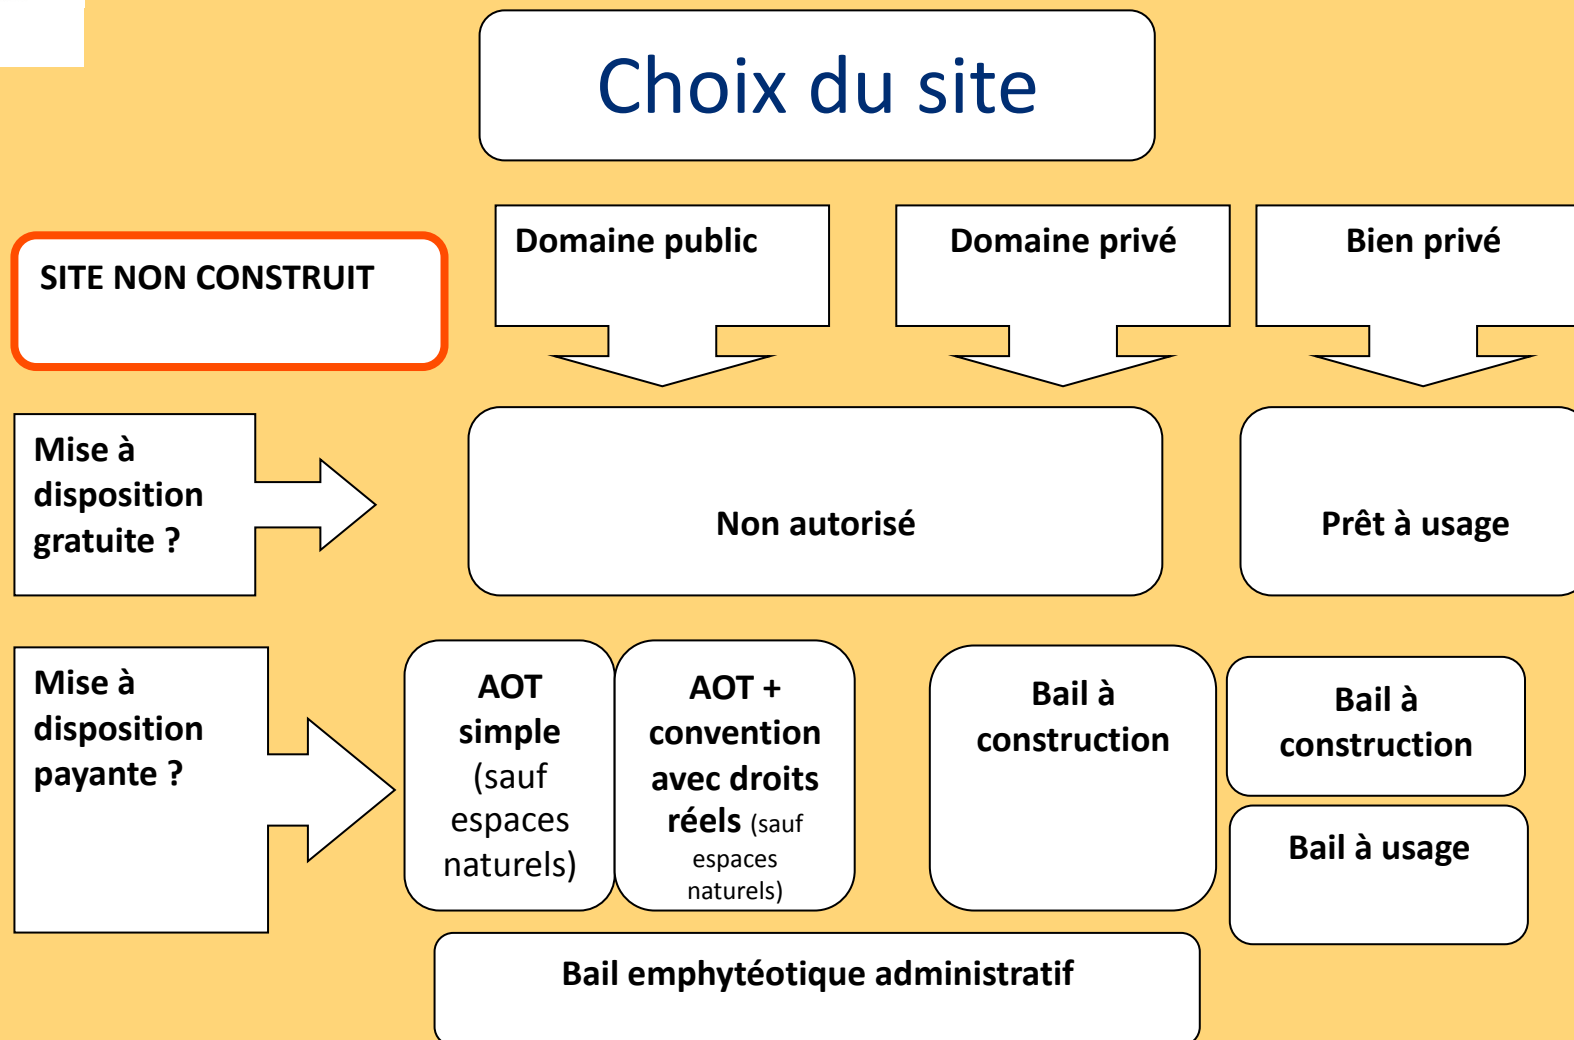 Choix du site
Domaine public
Domaine privé
Bien privé
SITE NON CONSTRUIT
Mise à
disposition
gratuite ?
Non autorisé
Prêt à usage
Mise à
disposition
payante ?
AOT
simple
(sauf
espaces
naturels)
AOT +
convention
avec droits
réels (sauf
espaces
naturels)
Bail à
construction
Bail à
construction
Bail à usage
Bail emphytéotique administratif